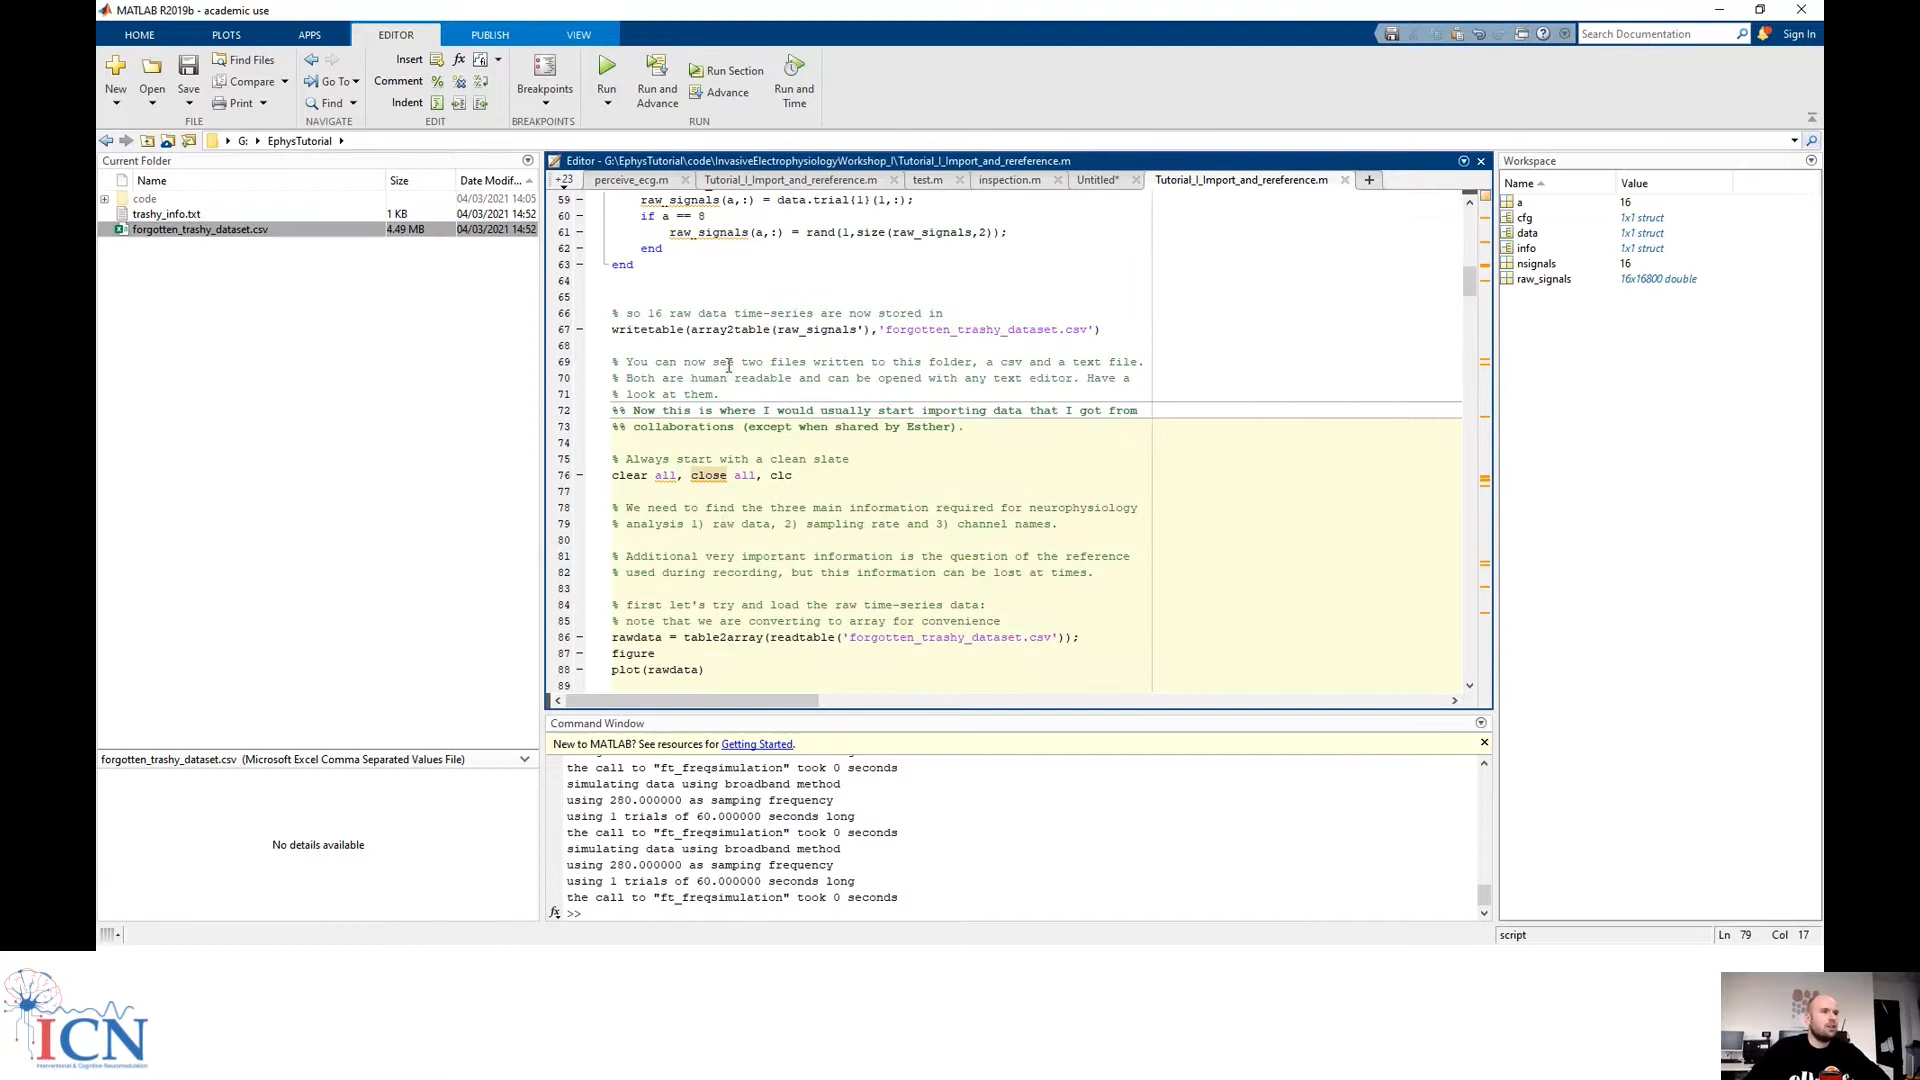 MATLAB R2019b - academic use
HOME PLOTS APPS EDITOR PUBLISH VIEW
Search Documentation
Sign In
New Open Save
Find Files
Compare
Print
FILE
Go To
Find
NAVIGATE
Insert
Comment
Indent
EDIT
Breakpoints
BREAKPOINTS
Run
Run and Advance
Run Section
Advance
Run and Time
RUN
G: EphysTutorial
Current Folder
Name Size Date Modif...
code 04/03/2021 14:05
trashy_info.txt 1 KB 04/03/2021 14:52
forgotten_trashy_dataset.csv 4.49 MB 04/03/2021 14:52
forgotten_trashy_dataset.csv (Microsoft Excel Comma Separated Values File)
No details available
Editor - G:\EphysTutorial\code\InvasiveElectrophysiologyWorkshop_I\Tutorial_I_Import_and_rereference.m
+23 perceive_ecg.m Tutorial_I_Import_and_rereference.m test.m inspection.m Untitled* Tutorial_I_Import_and_rereference.m
59 raw_signals(a,:) = data.trial{1}(1,:);
60 if a == 8
61 raw_signals(a,:) = rand(1,size(raw_signals,2));
62 end
63 end
64
65
66 % so 16 raw data time-series are now stored in
67 writetable(array2table(raw_signals'),'forgotten_trashy_dataset.csv')
68
69 % You can now see two files written to this folder, a csv and a text file.
70 % Both are human readable and can be opened with any text editor. Have a
71 % look at them.
72 %% Now this is where I would usually start importing data that I got from
73 %% collaborations (except when shared by Esther).
74
75 % Always start with a clean slate
76 clear all, close all, clc
77
78 % We need to find the three main information required for neurophysiology
79 % analysis 1) raw data, 2) sampling rate and 3) channel names.
80
81 % Additional very important information is the question of the reference
82 % used during recording, but this information can be lost at times.
83
84 % first let's try and load the raw time-series data:
85 % note that we are converting to array for convenience
86 rawdata = table2array(readtable('forgotten_trashy_dataset.csv'));
87 figure
88 plot(rawdata)
89
Command Window
New to MATLAB? See resources for Getting Started.
the call to "ft_freqsimulation" took 0 seconds
simulating data using broadband method
using 280.000000 as samping frequency
using 1 trials of 60.000000 seconds long
the call to "ft_freqsimulation" took 0 seconds
simulating data using broadband method
using 280.000000 as samping frequency
using 1 trials of 60.000000 seconds long
the call to "ft_freqsimulation" took 0 seconds
fx >>
Workspace
Name Value
a 16
cfg 1x1 struct
data 1x1 struct
info 1x1 struct
nsignals 16
raw_signals 16x16800 double
script
Ln 79 Col 17
ICN
Interventional & Cognitive Neuromodulation